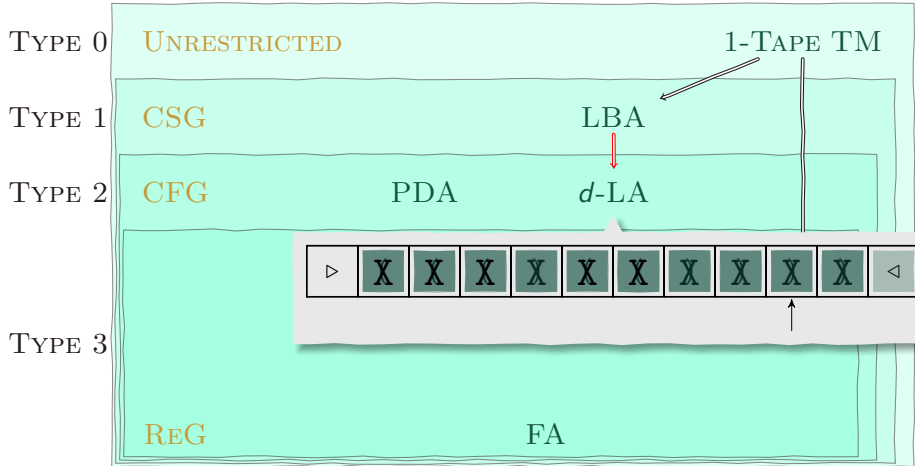 TYPE 0 UNRESTRICTED 1-TAPE TM
TYPE 1 CSG LBA
TYPE 2 CFG PDA d-LA
▷ X X X X X X X X X X ◁
TYPE 3
REG FA